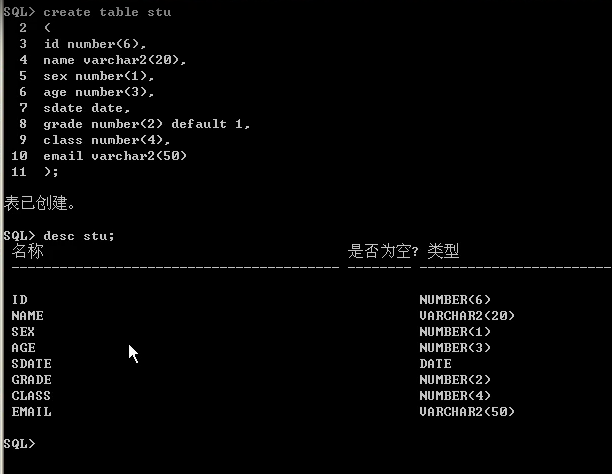 SQL> create table stu
2 (
3 id number(6),
4 name varchar2(20),
5 sex number(1),
6 age number(3),
7 sdate date,
8 grade number(2) default 1,
9 class number(4),
10 email varchar2(50)
11 );
表已创建。
SQL> desc stu;
名称 是否为空? 类型
----------------------------------------- -------- ------------------------
ID NUMBER(6)
NAME VARCHAR2(20)
SEX NUMBER(1)
AGE NUMBER(3)
SDATE DATE
GRADE NUMBER(2)
CLASS NUMBER(4)
EMAIL VARCHAR2(50)
SQL>